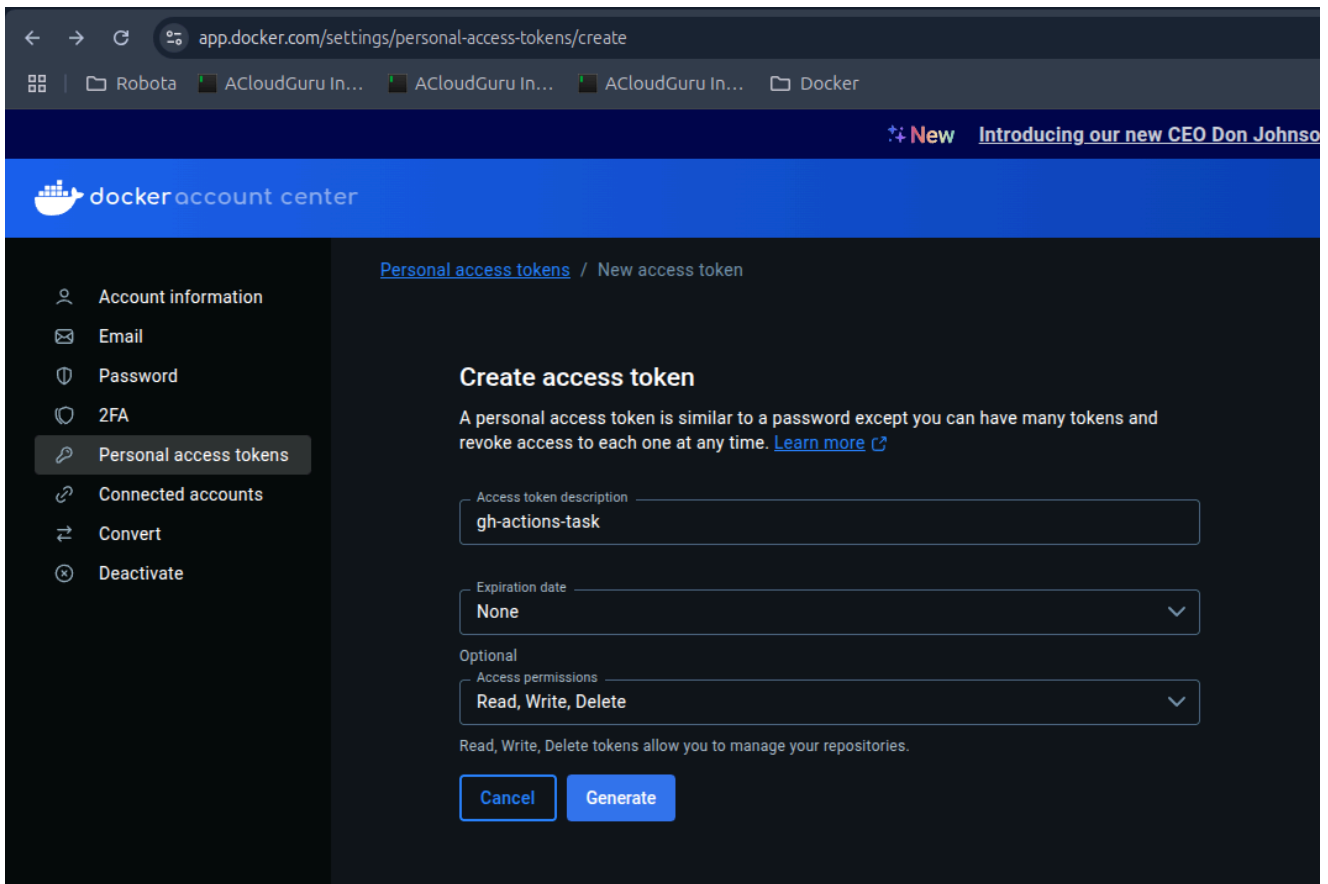 app.docker.com/settings/personal-access-tokens/create
Robota ACloudGuru In... ACloudGuru In... ACloudGuru In... Docker
New Introducing our new CEO Don Johnso
docker account center
Personal access tokens / New access token
Account information
Email
Password
2FA
Personal access tokens
Connected accounts
Convert
Deactivate
Create access token
A personal access token is similar to a password except you can have many tokens and
revoke access to each one at any time. Learn more
Access token description
gh-actions-task
Expiration date
None
Optional
Access permissions
Read, Write, Delete
Read, Write, Delete tokens allow you to manage your repositories.
Cancel Generate